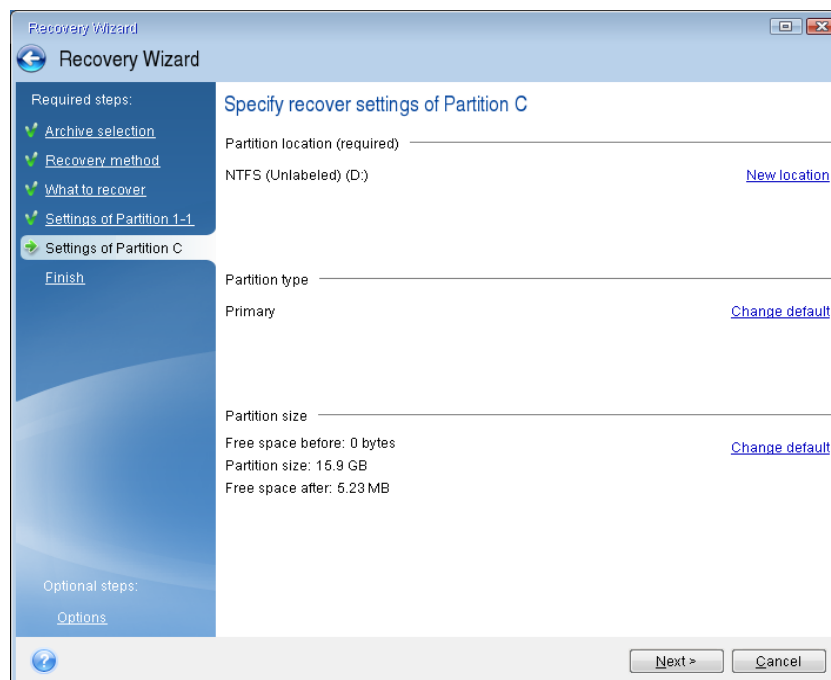 Recovery Wizard
Recovery Wizard
Required steps:
Archive selection
Recovery method
What to recover
Settings of Partition 1-1
Settings of Partition C
Finish
Optional steps:
Options
Specify recover settings of Partition C
Partition location (required)
NTFS (Unlabeled) (D:)
New location
Partition type
Primary
Change default
Partition size
Free space before: 0 bytes
Change default
Partition size: 15.9 GB
Free space after: 5.23 MB
Next >
Cancel